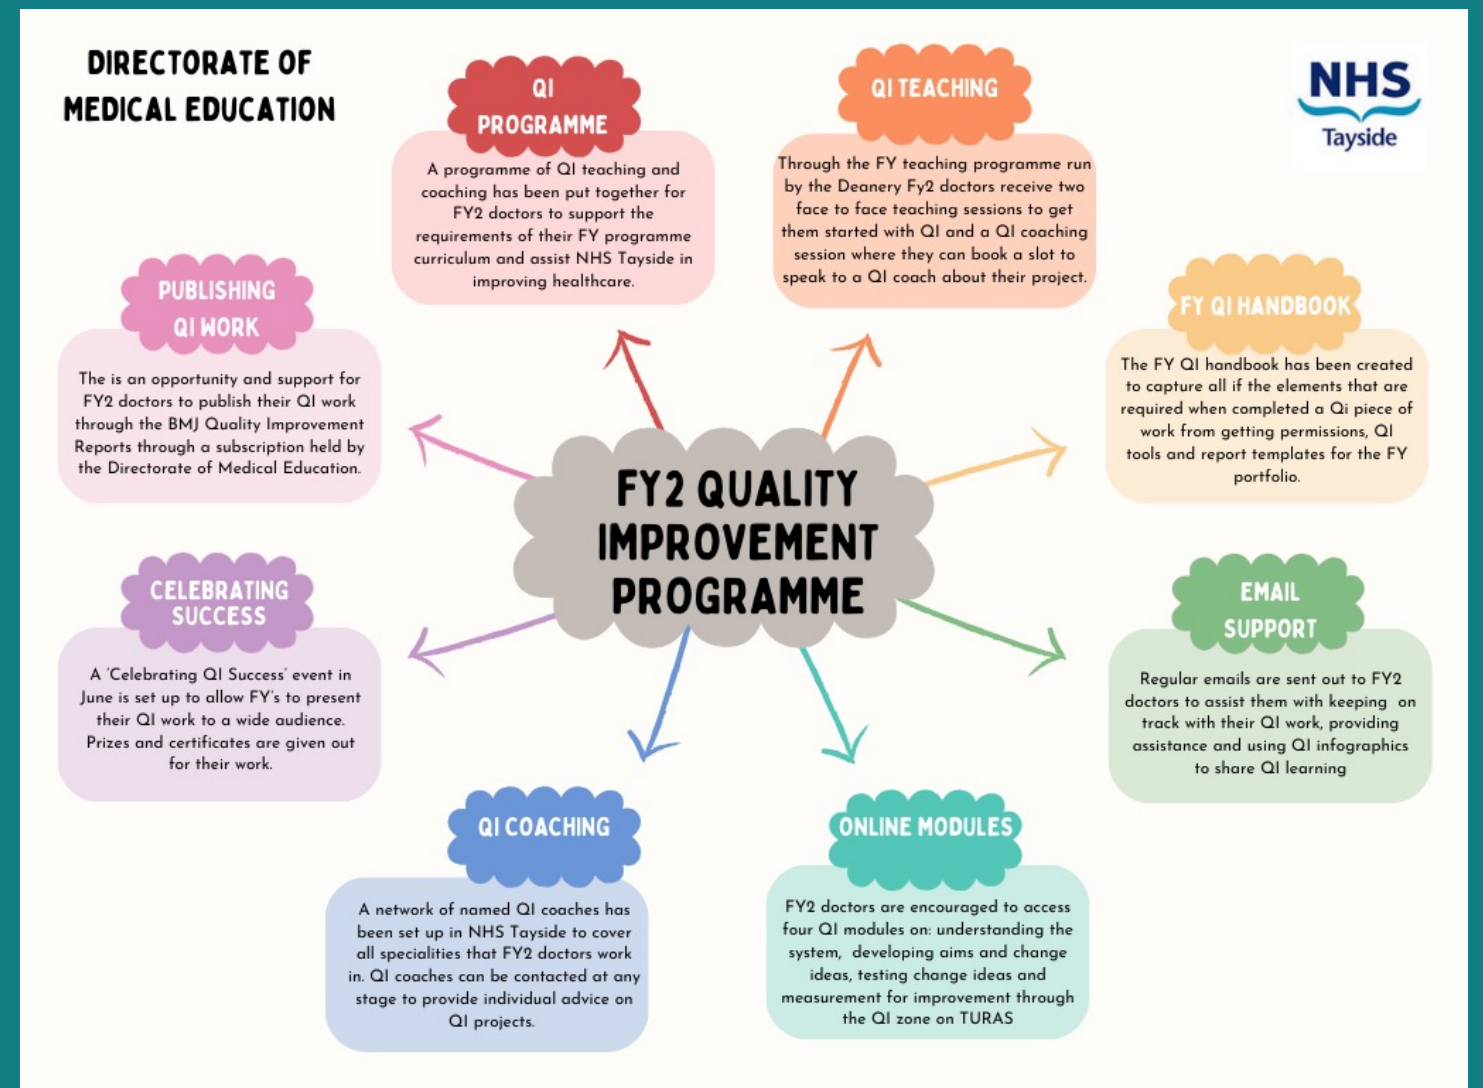 DIRECTORATE OF
MEDICAL EDUCATION
NHS
Tayside
QI
PROGRAMME
A programme of QI teaching and
coaching has been put together for
FY2 doctors to support the
requirements of their FY programme
curriculum and assist NHS Tayside in
improving healthcare.
QI TEACHING
Through the FY teaching programme run
by the Deanery Fy2 doctors receive two
face to face teaching sessions to get
them started with QI and a QI coaching
session where they can book a slot to
speak to a QI coach about their project.
PUBLISHING
QI WORK
The is an opportunity and support for
FY2 doctors to publish their QI work
through the BMJ Quality Improvement
Reports through a subscription held by
the Directorate of Medical Education.
FY QI HANDBOOK
The FY QI handbook has been created
to capture all if the elements that are
required when completed a Qi piece of
work from getting permissions, QI
tools and report templates for the FY
portfolio.
FY2 QUALITY
IMPROVEMENT
PROGRAMME
CELEBRATING
SUCCESS
A 'Celebrating QI Success' event in
June is set up to allow FY's to present
their QI work to a wide audience.
Prizes and certificates are given out
for their work.
EMAIL
SUPPORT
Regular emails are sent out to FY2
doctors to assist them with keeping on
track with their QI work, providing
assistance and using QI infographics
to share QI learning
QI COACHING
A network of named QI coaches has
been set up in NHS Tayside to cover
all specialities that FY2 doctors work
in. QI coaches can be contacted at any
stage to provide individual advice on
QI projects.
ONLINE MODULES
FY2 doctors are encouraged to access
four QI modules on: understanding the
system, developing aims and change
ideas, testing change ideas and
measurement for improvement through
the QI zone on TURAS